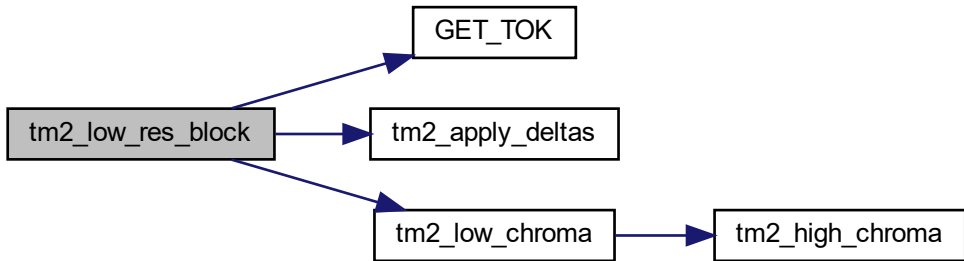 GET_TOK
tm2_low_res_block
tm2_apply_deltas
tm2_low_chroma
tm2_high_chroma